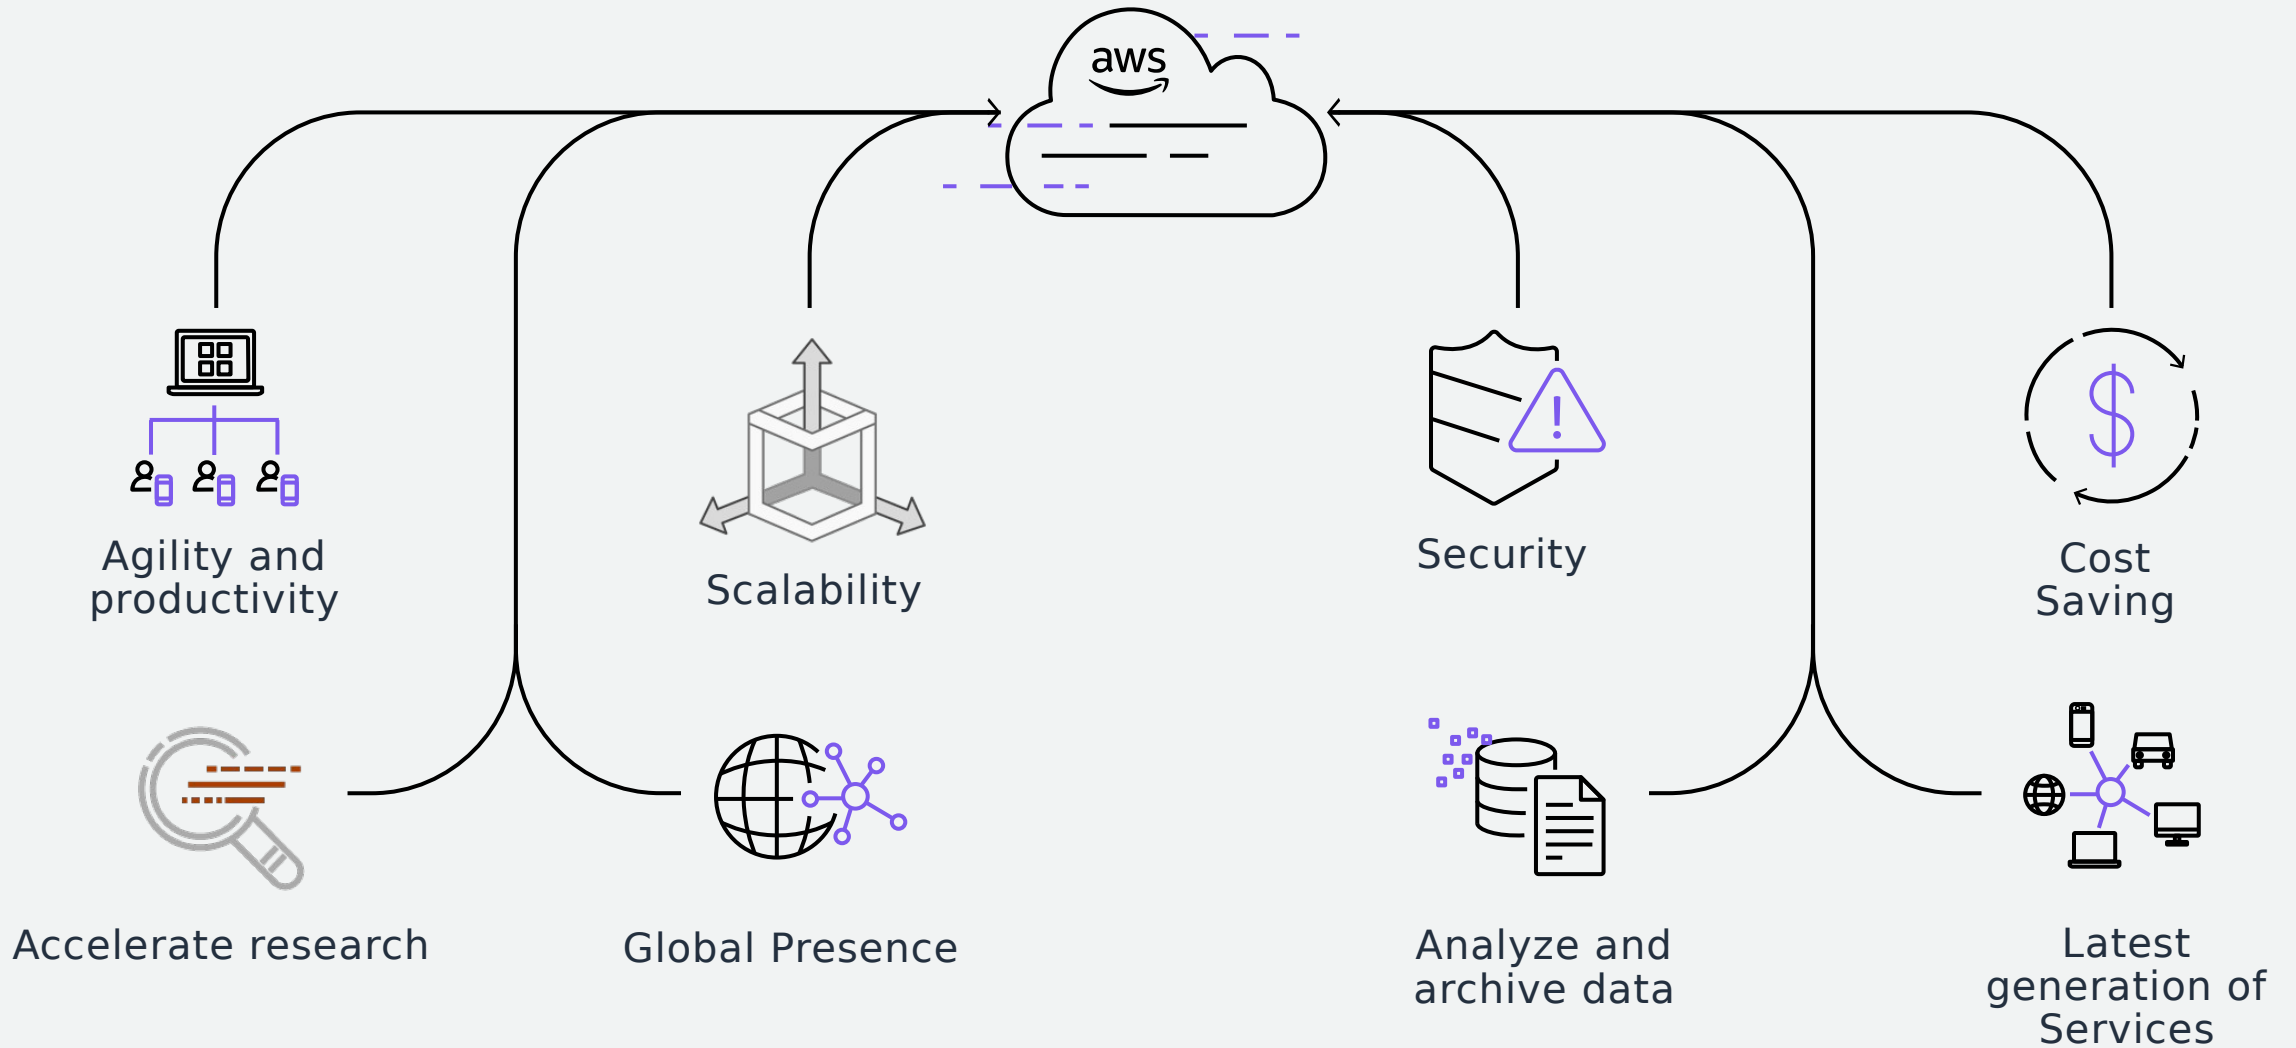 aws
Agility and
productivity
Scalability
Security
Cost
Saving
Accelerate research
Global Presence
Analyze and
archive data
Latest
generation of
Services